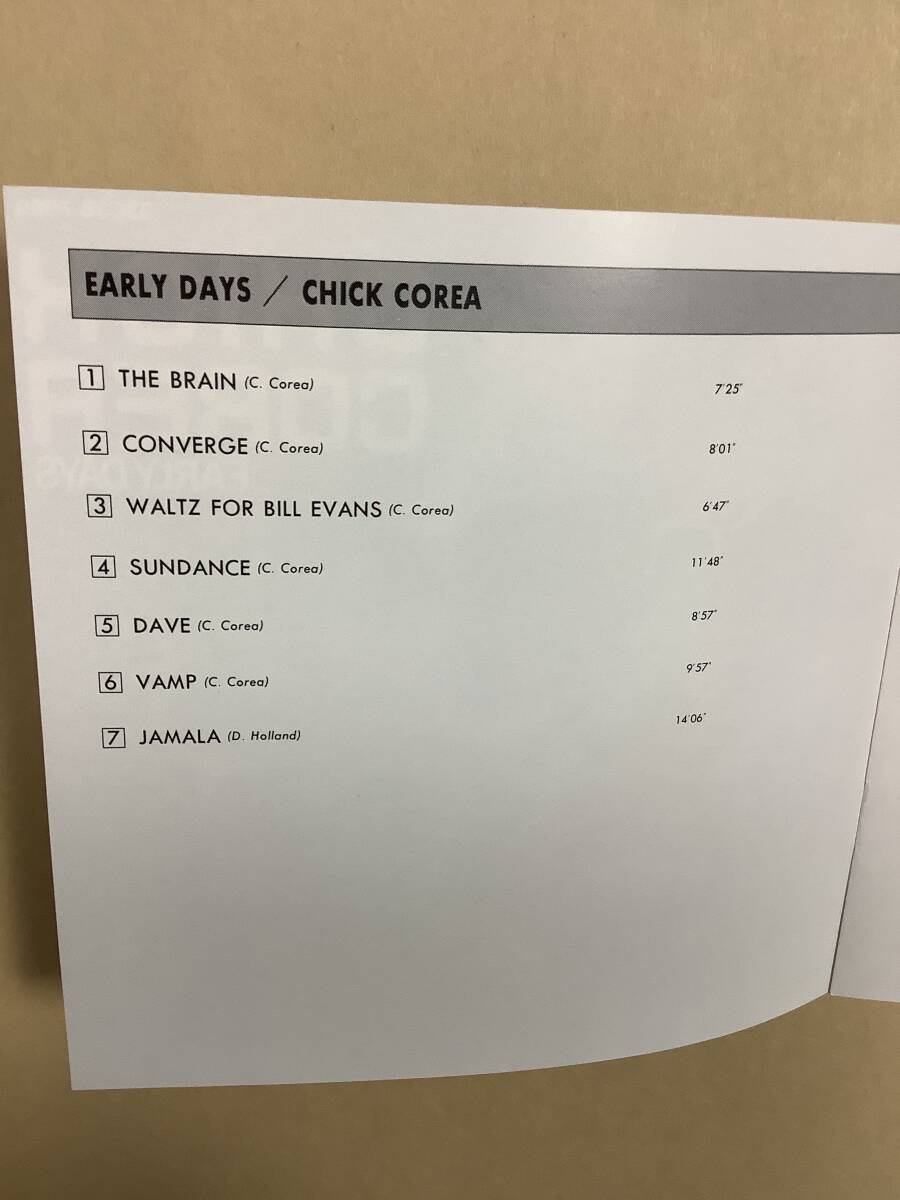 EARLY DAYS / CHICK COREA
1 THE BRAIN (C. Corea) 7'25"
2 CONVERGE (C. Corea) 8'01"
3 WALTZ FOR BILL EVANS (C. Corea) 6'47"
4 SUNDANCE (C. Corea) 11'48"
5 DAVE (C. Corea) 8'57"
6 VAMP (C. Corea) 9'57"
7 JAMALA (D. Holland) 14'06"